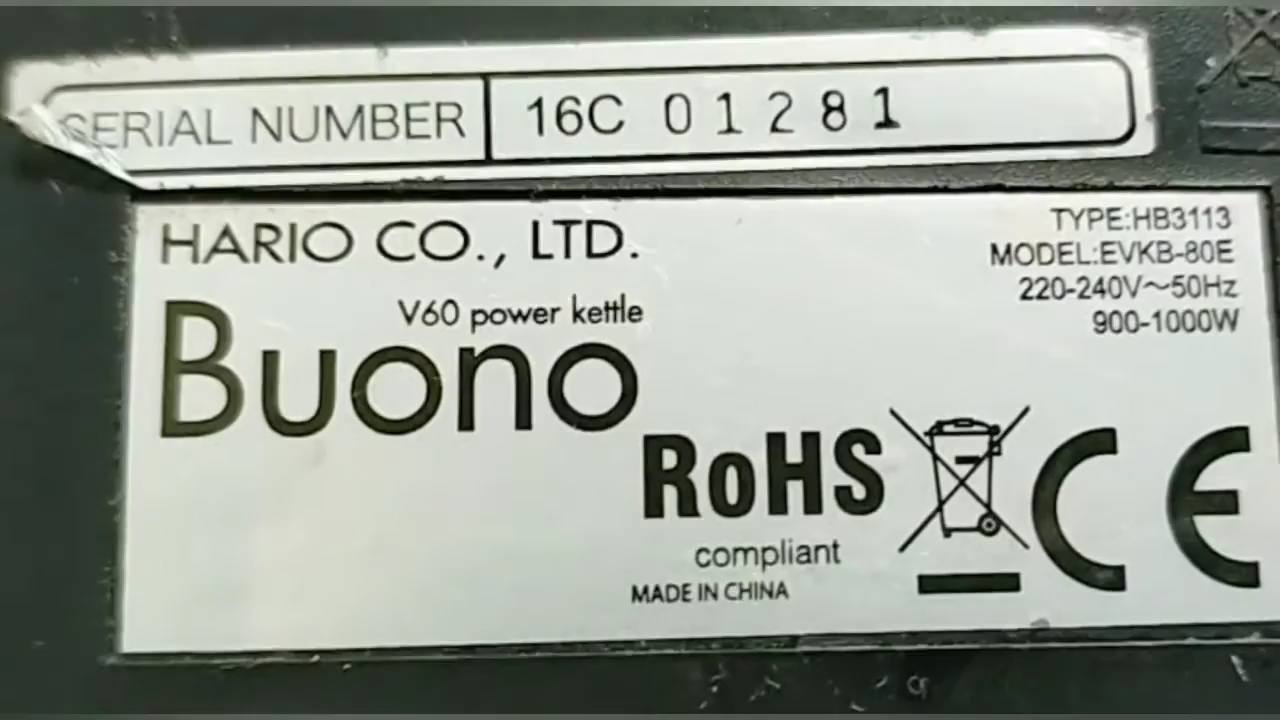 SERIAL NUMBER 16C 01281
HARIO CO., LTD.
V60 power kettle
Buono
TYPE:HB3113
MODEL:EVKB-80E
220-240V~50Hz
900-1000W
RoHS
compliant
MADE IN CHINA
CE